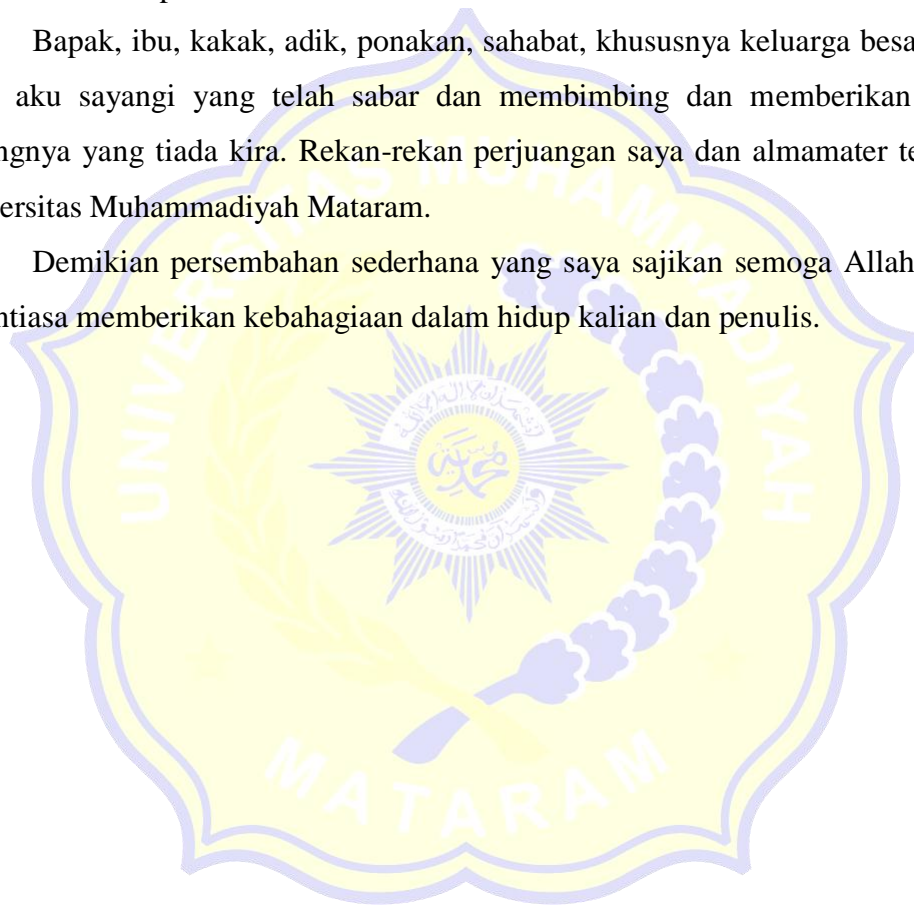 Bapak, ibu, kakak, adik, ponakan, sahabat, khususnya keluarga besa
aku sayangi yang telah sabar dan membimbing dan memberikan
ngnya yang tiada kira. Rekan-rekan perjuangan saya dan almamater te
ersitas Muhammadiyah Mataram.
Demikian persembahan sederhana yang saya sajikan semoga Allah
ntiasa memberikan kebahagiaan dalam hidup kalian dan penulis.
UNIVERSITAS MUHAMMADIYAH
MATARAM